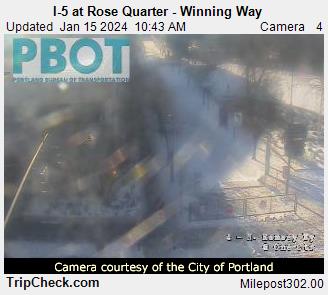 I-5 at Rose Quarter - Winning Way
Updated Jan 15 2024 10:43 AM Camera 4
PBOT
PORTLAND BUREAU OF TRANSPORTATION
Camera courtesy of the City of Portland
TripCheck.com Milepost302.00